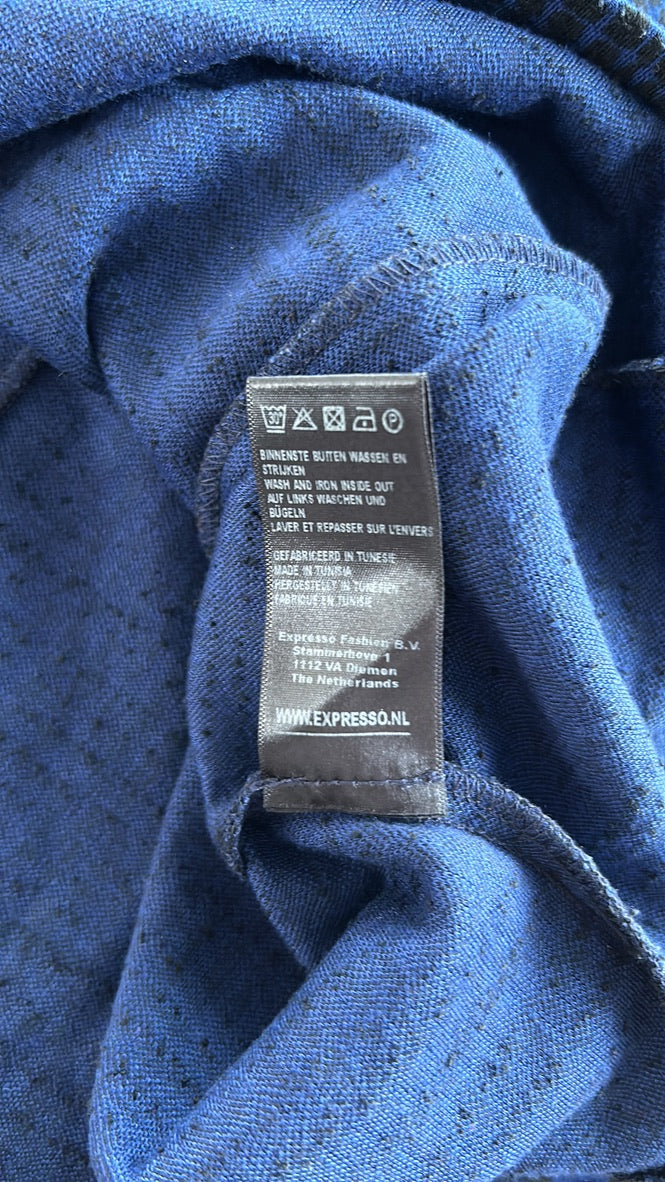 30°
P
BINNENSTE BUITEN WASSEN EN
STRIJKEN
WASH AND IRON INSIDE OUT
AUF LINKS WASCHEN UND
BÜGELN
LAVER ET REPASSER SUR L'ENVERS
GEFABRICEERD IN TUNESIE
MADE IN TUNISIA
HERGESTELLT IN TUNESIEN
FABRIQUE EN TUNISIE
Expresso Fashion B.V.
Stammerhove 1
1112 VA Diemen
The Netherlands
WWW.EXPRESSO.NL